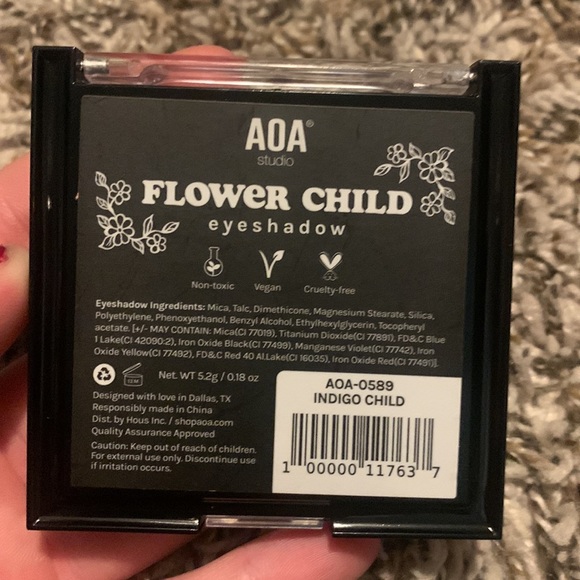 AOA®
studio
FLOWER CHILD
eyeshadow
Non-toxic Vegan Cruelty-free
Eyeshadow Ingredients: Mica, Talc, Dimethicone, Magnesium Stearate, Silica,
Polyethylene, Phenoxyethanol, Benzyl Alcohol, Ethylhexylglycerin, Tocopheryl
acetate. [+/- MAY CONTAIN: Mica(CI 77019), Titanium Dioxide(CI 77891), FD&C Blue
1 Lake(CI 42090:2), Iron Oxide Black(CI 77499), Manganese Violet(CI 77742), Iron
Oxide Yellow(CI 77492), FD&C Red 40 Al.Lake(CI 16035), Iron Oxide Red(CI 77491)].
12M
Net. WT 5.2g / 0.18 oz
Designed with love in Dallas, TX
Responsibly made in China
Dist. by Hous Inc. / shopaoa.com
Quality Assurance Approved
Caution: Keep out of reach of children.
For external use only. Discontinue use
if irritation occurs.
AOA-0589
INDIGO CHILD
1 00000 11763 7